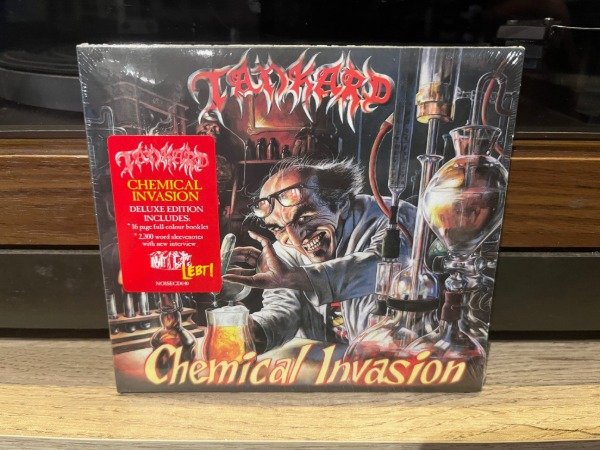 TANKARD
TANKARD
CHEMICAL
INVASION
DELUXE EDITION
INCLUDES:
* 16 page full colour booklet
* 2,300 word sleevenotes
with new interview
LEBT!
NOISECD040
Chemical Invasion